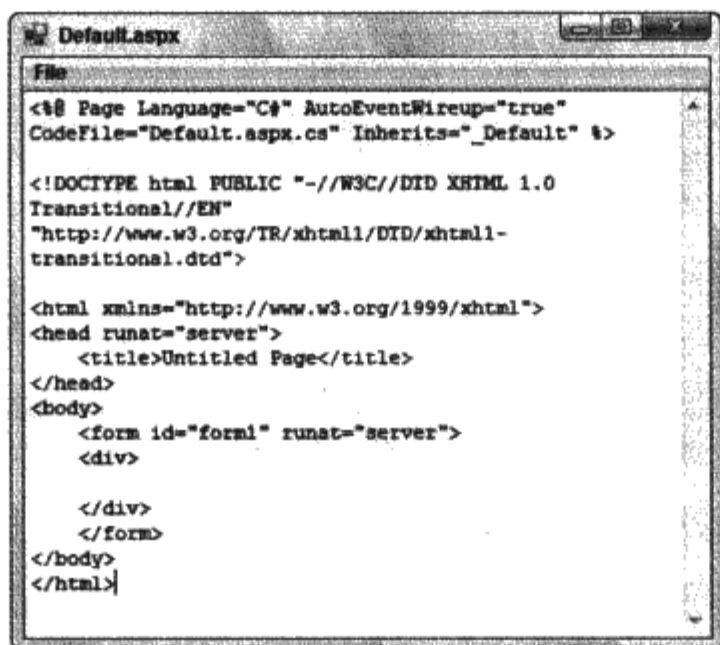 Default.aspx
File
<%@ Page Language="C#" AutoEventWireup="true"
CodeFile="Default.aspx.cs" Inherits="_Default" %>
<!DOCTYPE html PUBLIC "-//W3C//DTD XHTML 1.0
Transitional//EN"
"http://www.w3.org/TR/xhtml1/DTD/xhtml1-
transitional.dtd">
<html xmlns="http://www.w3.org/1999/xhtml">
<head runat="server">
    <title>Untitled Page</title>
</head>
<body>
    <form id="form1" runat="server">
    <div>
    </div>
    </form>
</body>
</html>